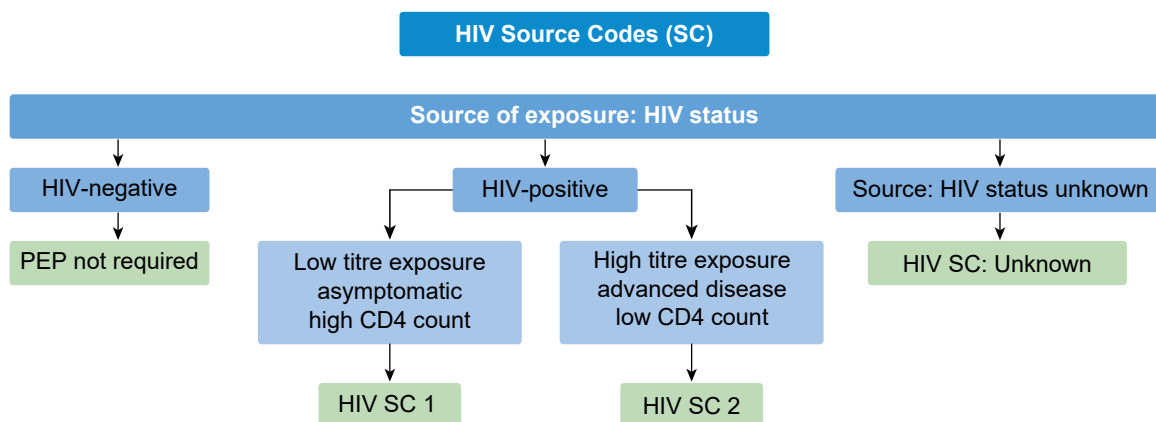 HIV Source Codes (SC)
Source of exposure: HIV status
HIV-negative
HIV-positive
Source: HIV status unknown
PEP not required
Low titre exposure
asymptomatic
high CD4 count
High titre exposure
advanced disease
low CD4 count
HIV SC: Unknown
HIV SC 1
HIV SC 2